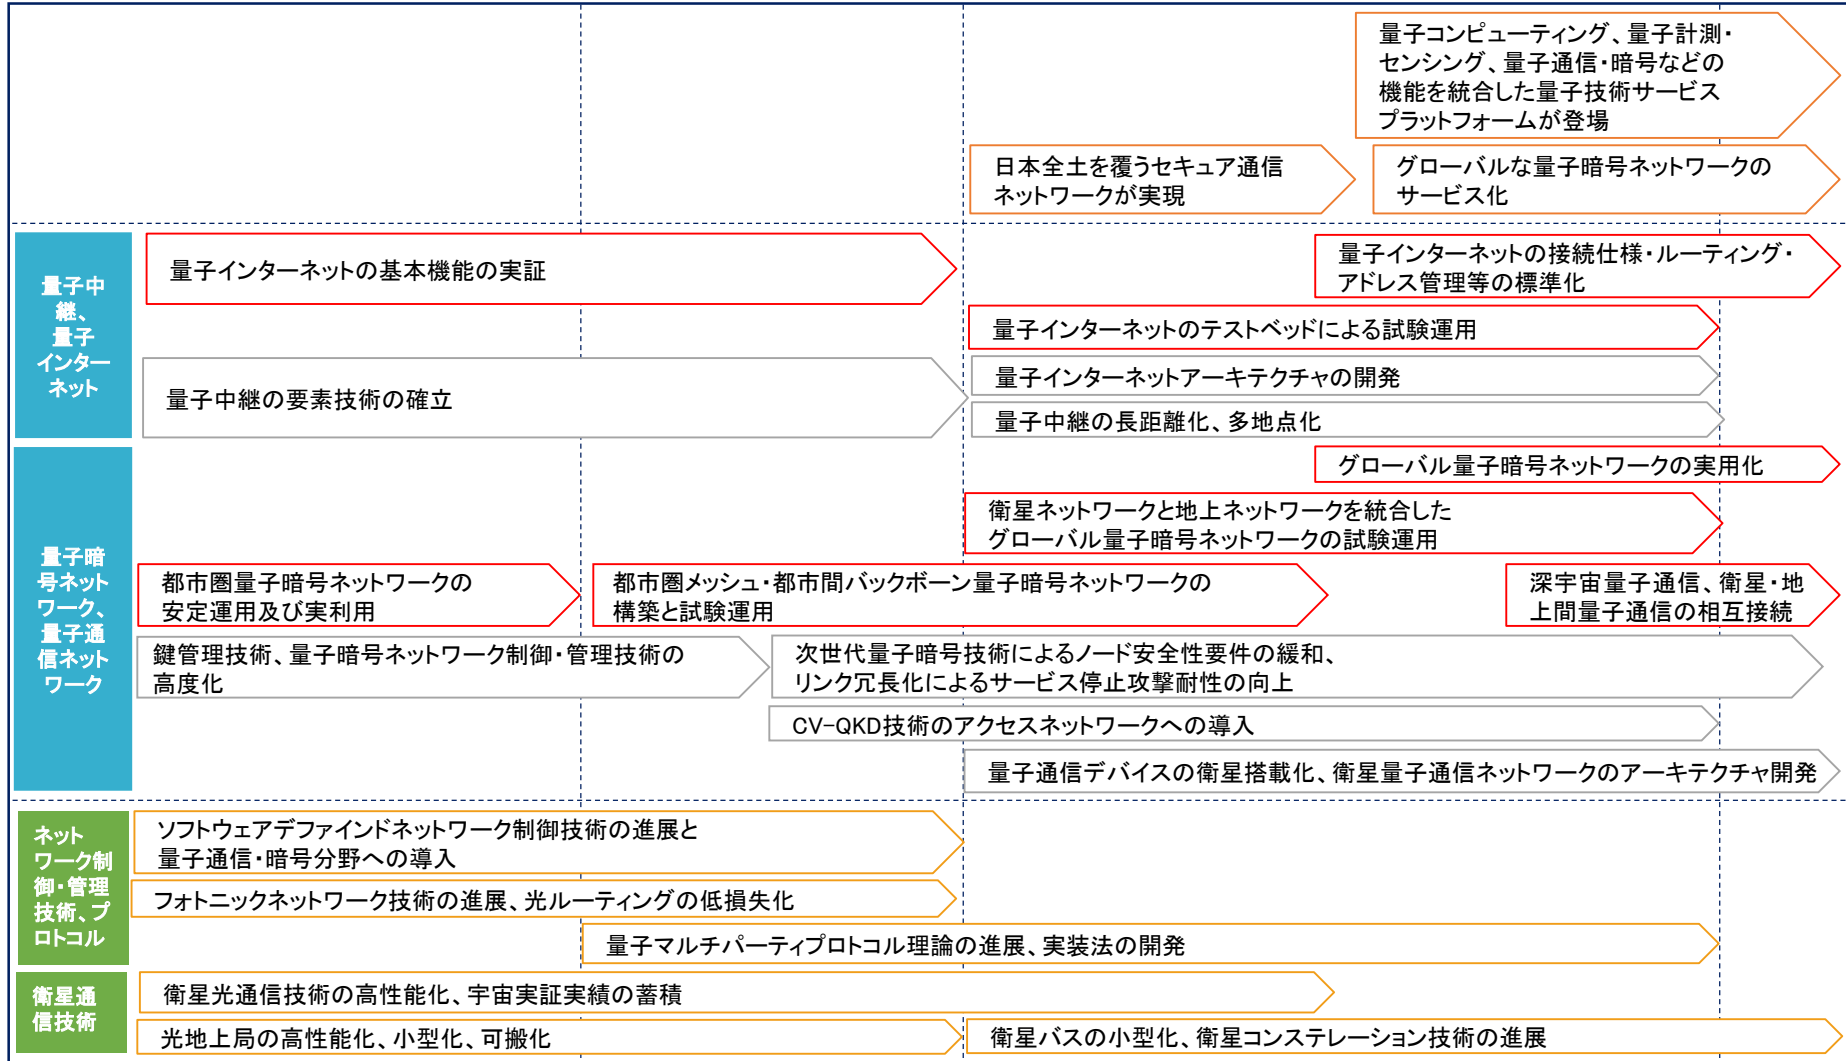 量子コンピューティング、量子計測・
センシング、量子通信・暗号などの
機能を統合した量子技術サービス
プラットフォームが登場
日本全土を覆うセキュア通信
ネットワークが実現
グローバルな量子暗号ネットワークの
サービス化
量子中
継、
量子
インター
ネット
量子インターネットの基本機能の実証
量子インターネットの接続仕様・ルーティング・
アドレス管理等の標準化
量子インターネットのテストベッドによる試験運用
量子中継の要素技術の確立
量子インターネットアーキテクチャの開発
量子中継の長距離化、多地点化
量子暗
号ネット
ワーク、
量子通
信ネット
ワーク
グローバル量子暗号ネットワークの実用化
衛星ネットワークと地上ネットワークを統合した
グローバル量子暗号ネットワークの試験運用
都市圏量子暗号ネットワークの
安定運用及び実利用
都市圏メッシュ・都市間バックボーン量子暗号ネットワークの
構築と試験運用
深宇宙量子通信、衛星・地
上間量子通信の相互接続
鍵管理技術、量子暗号ネットワーク制御・管理技術の
高度化
次世代量子暗号技術によるノード安全性要件の緩和、
リンク冗長化によるサービス停止攻撃耐性の向上
CV-QKD技術のアクセスネットワークへの導入
量子通信デバイスの衛星搭載化、衛星量子通信ネットワークのアーキテクチャ開発
ネット
ワーク制
御・管理
技術、プ
ロトコル
ソフトウェアデファインドネットワーク制御技術の進展と
量子通信・暗号分野への導入
フォトニックネットワーク技術の進展、光ルーティングの低損失化
量子マルチパーティプロトコル理論の進展、実装法の開発
衛星通
信技術
衛星光通信技術の高性能化、宇宙実証実績の蓄積
光地上局の高性能化、小型化、可搬化
衛星バスの小型化、衛星コンステレーション技術の進展